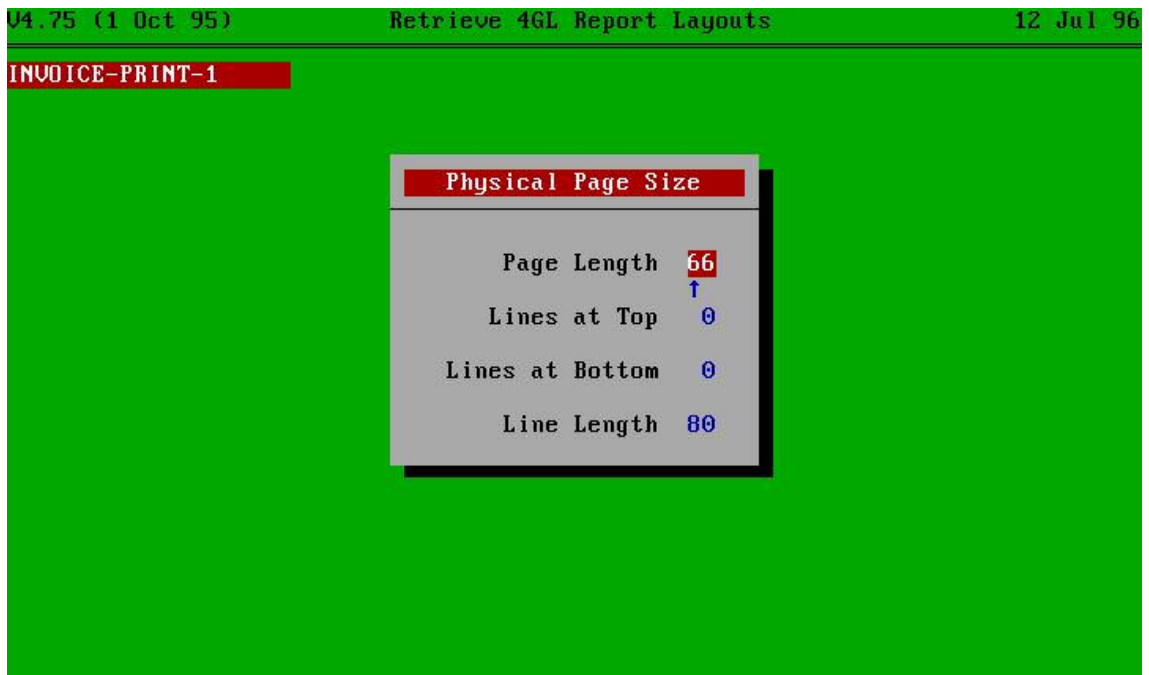 V4.75 (1 Oct 95) Retrieve 4GL Report Layouts 12 Jul 96
INVOICE-PRINT-1
Physical Page Size
Page Length 66
↑
Lines at Top 0
Lines at Bottom 0
Line Length 80